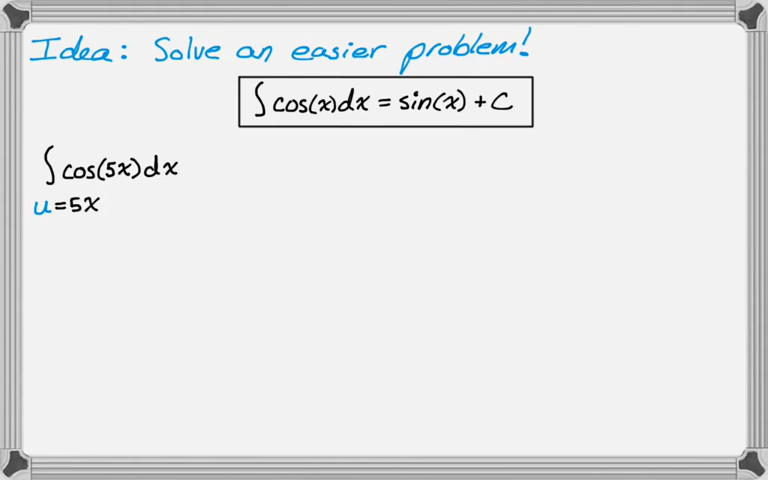 Idea: Solve an easier problem!
∫ cos(x)dx = sin(x) + C
∫ cos(5x)dx
u = 5x